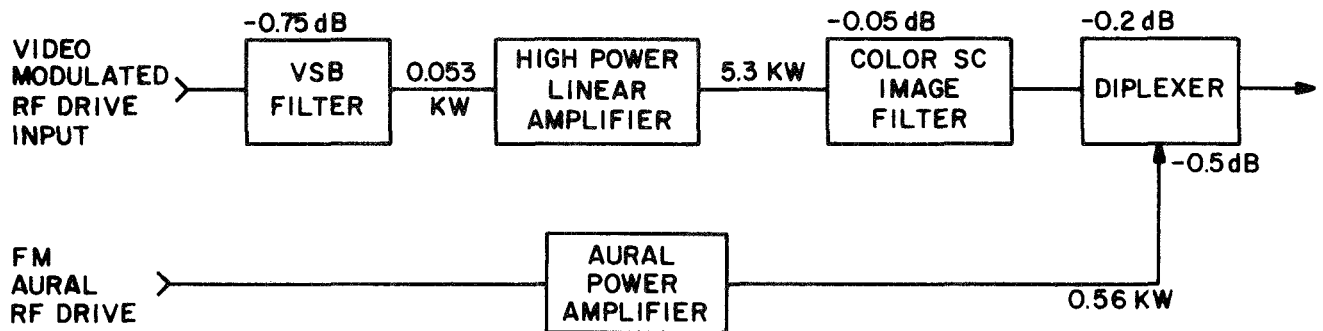 -0.75 dB
-0.05 dB
-0.2 dB
VIDEO
MODULATED
RF DRIVE
INPUT
VSB
FILTER
0.053
KW
HIGH POWER
LINEAR
AMPLIFIER
5.3 KW
COLOR SC
IMAGE
FILTER
DIPLEXER
-0.5 dB
FM
AURAL
RF DRIVE
AURAL
POWER
AMPLIFIER
0.56 KW